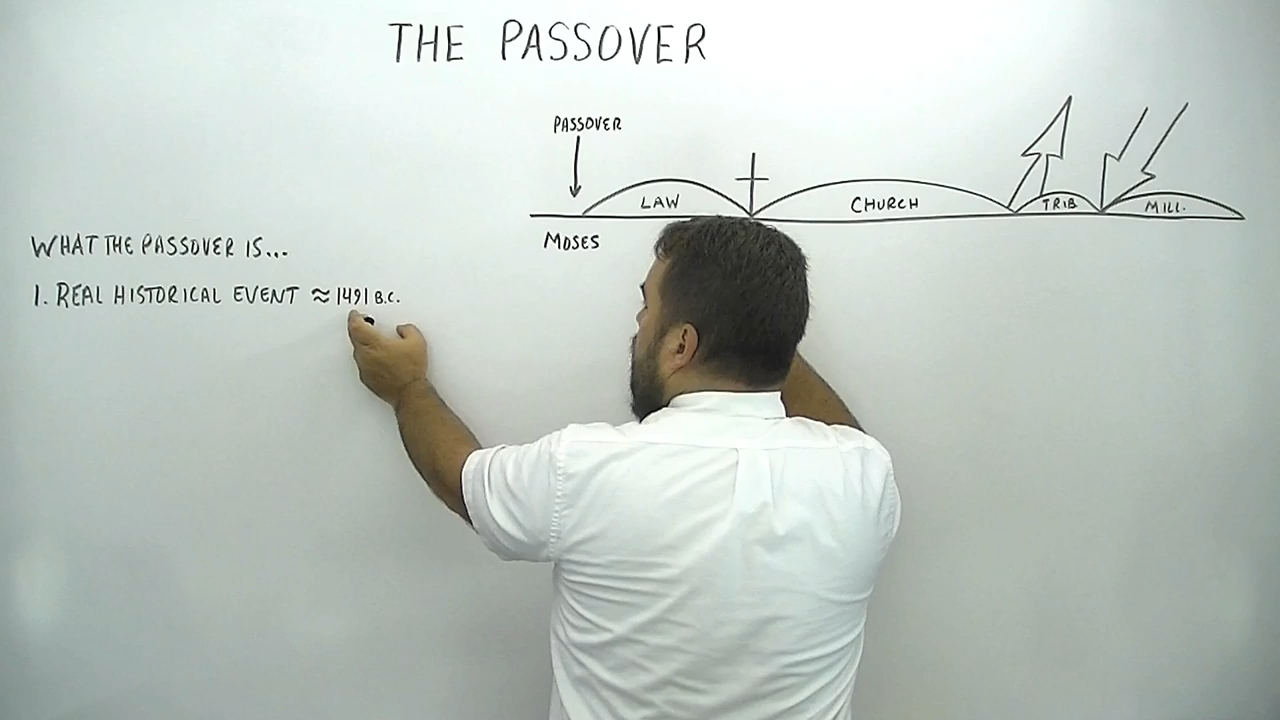 THE PASSOVER
PASSOVER
LAW
CHURCH
TRIB
MILL.
MOSES
WHAT THE PASSOVER IS...
1. REAL HISTORICAL EVENT ≈ 1491 B.C.